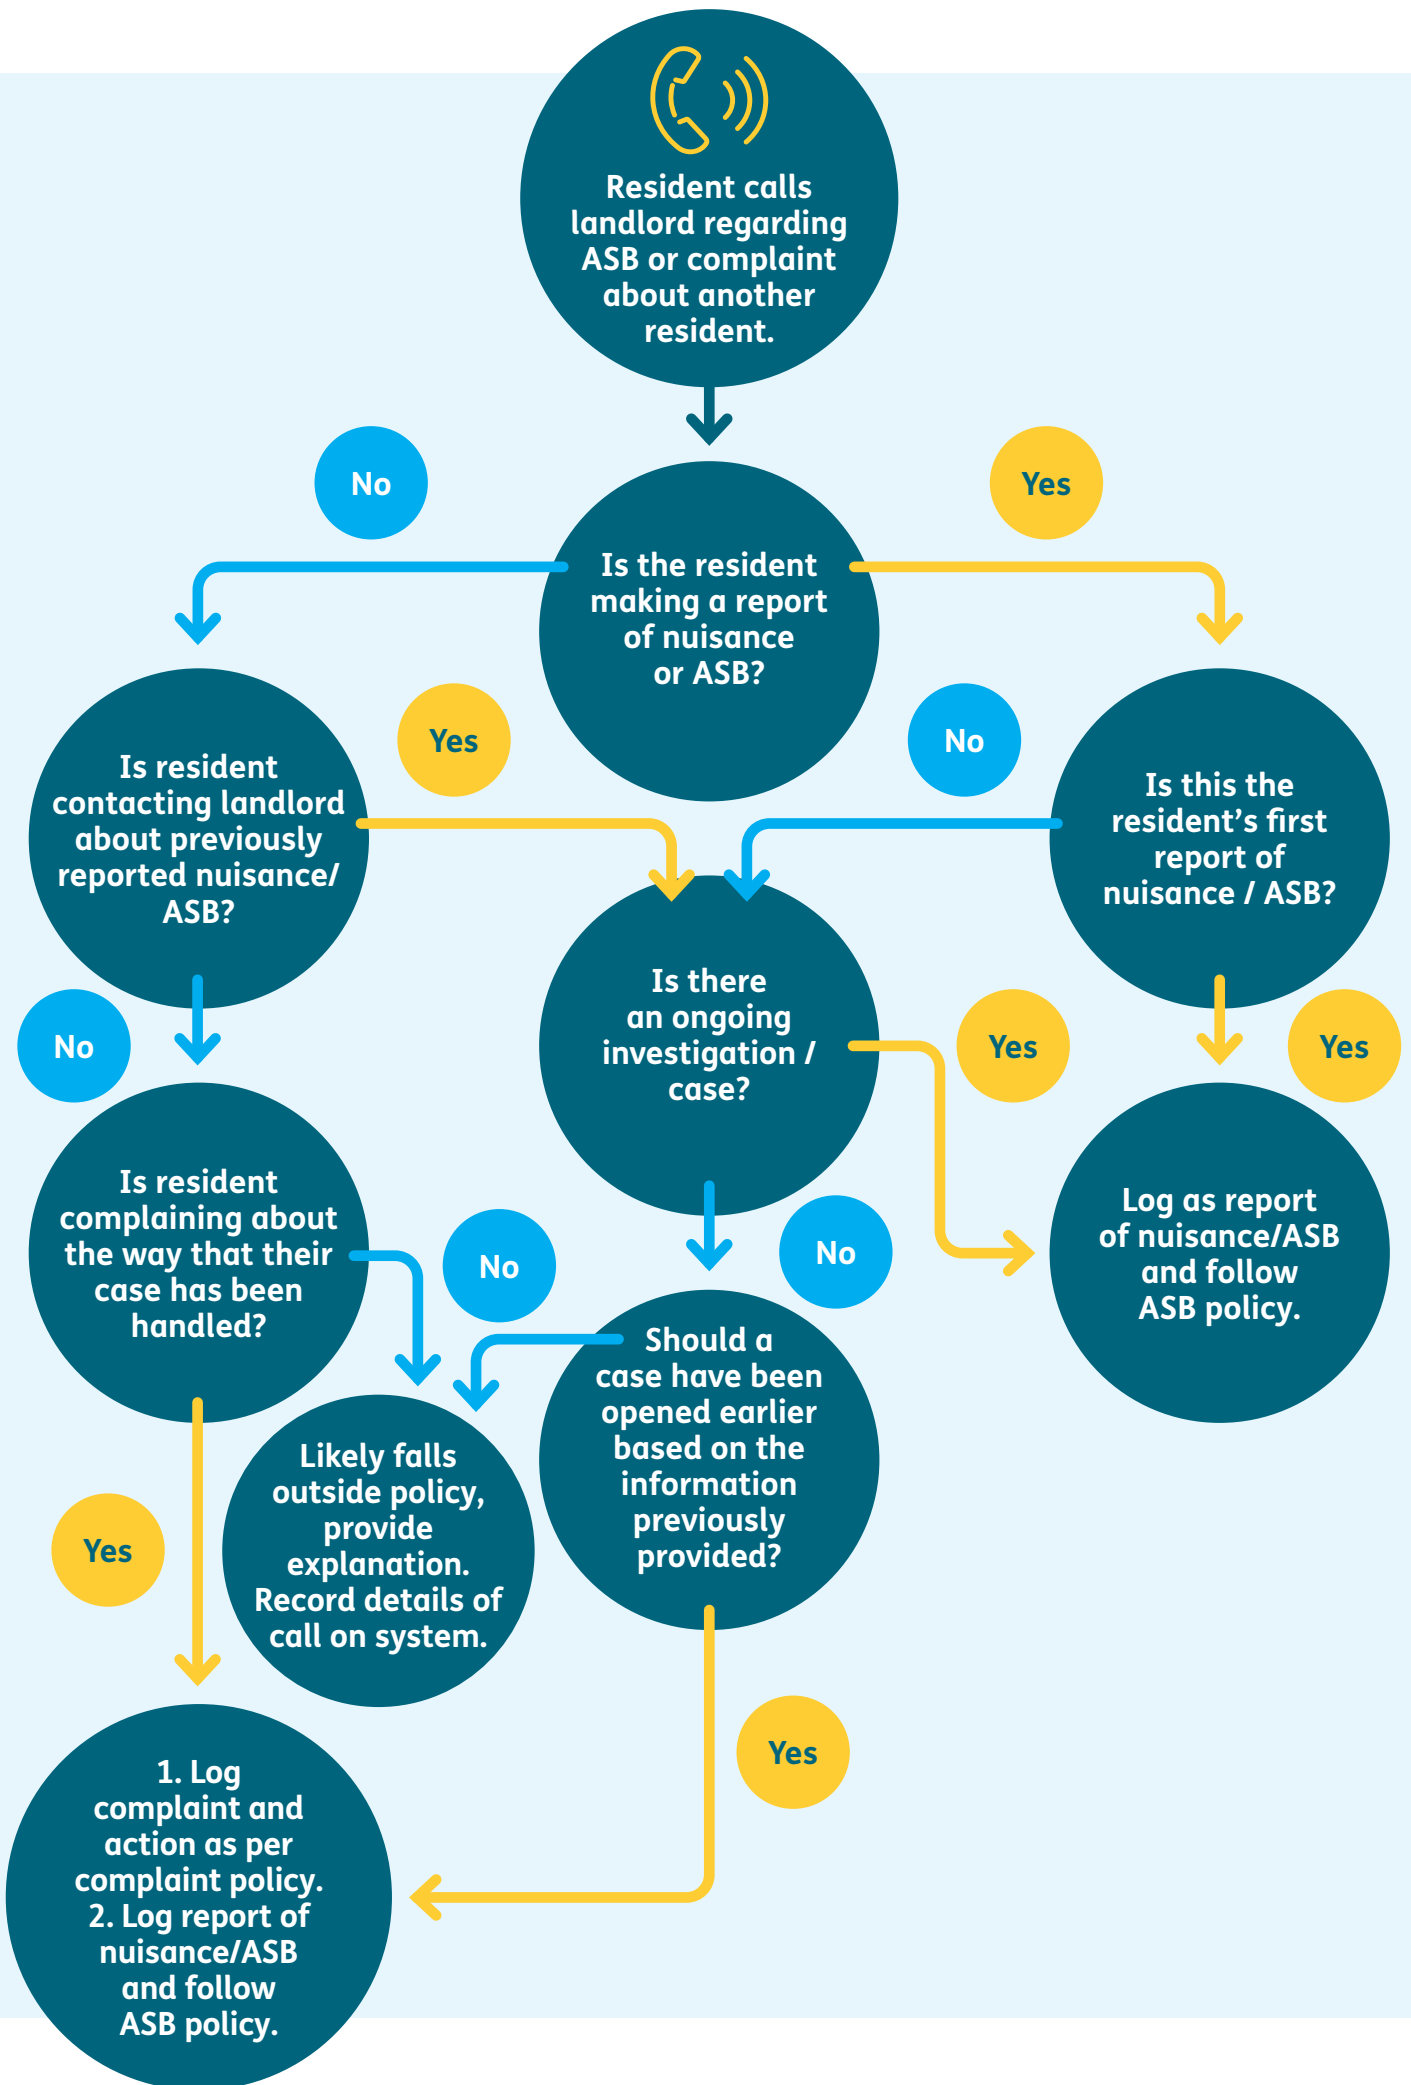 Resident calls
landlord regarding
ASB or complaint
about another
resident.
No
Yes
Is the resident
making a report
of nuisance
or ASB?
Is resident
contacting landlord
about previously
reported nuisance/
ASB?
Yes
No
Is this the
resident’s first
report of
nuisance / ASB?
Is there
an ongoing
investigation /
case?
No
Yes
Yes
Is resident
complaining about
the way that their
case has been
handled?
No
No
Log as report
of nuisance/ASB
and follow
ASB policy.
Likely falls
outside policy,
provide
explanation.
Record details of
call on system.
Should a
case have been
opened earlier
based on the
information
previously
provided?
Yes
Yes
1. Log
complaint and
action as per
complaint policy.
2. Log report of
nuisance/ASB
and follow
ASB policy.